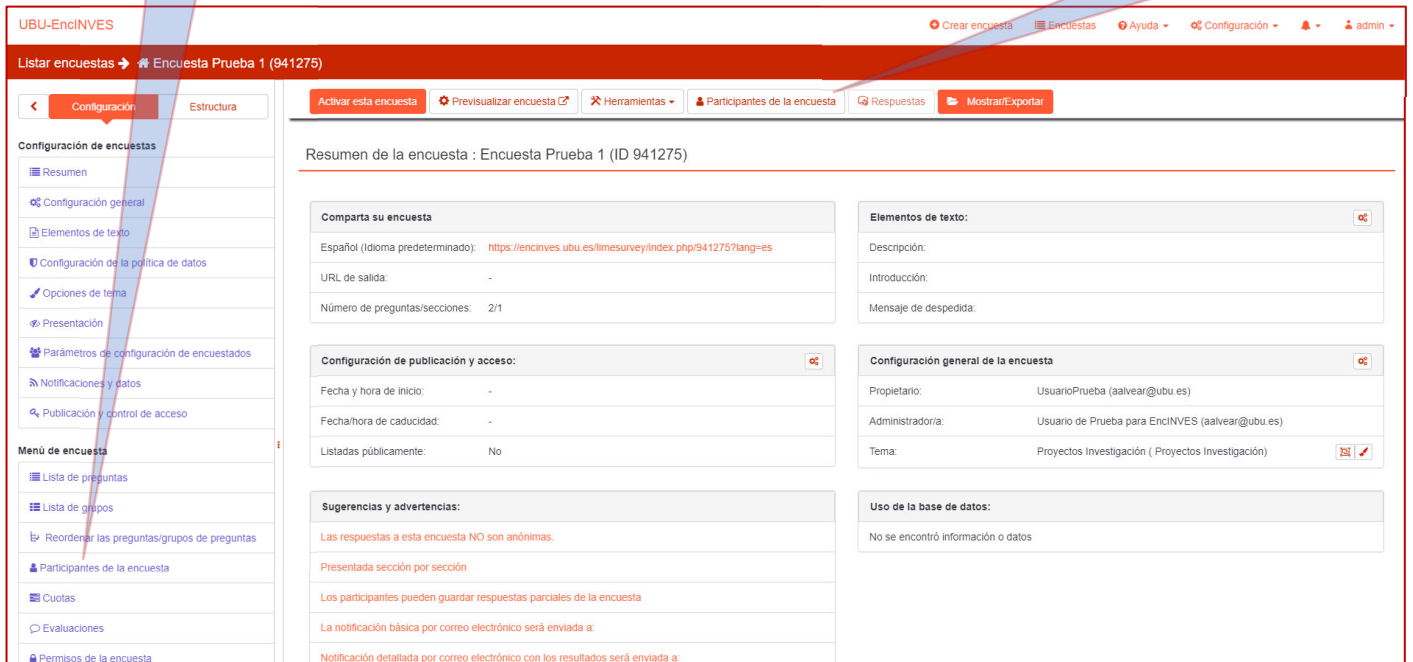 UBU-EncINVES
Crear encuesta Encuestas Ayuda Configuración admin
Listar encuestas Encuesta Prueba 1 (941275)
Configuración Estructura
Activar esta encuesta Previsualizar encuesta Herramientas Participantes de la encuesta Respuestas Mostrar/Exportar
Configuración de encuestas
Resumen
Configuración general
Elementos de texto
Configuración de la política de datos
Opciones de tema
Presentación
Parámetros de configuración de encuestados
Notificaciones y datos
Publicación y control de acceso
Menú de encuesta
Lista de preguntas
Lista de grupos
Reordenar las preguntas/grupos de preguntas
Participantes de la encuesta
Cuotas
Evaluaciones
Permisos de la encuesta
Resumen de la encuesta : Encuesta Prueba 1 (ID 941275)
Comparta su encuesta
Español (Idioma predeterminado): https://encinves.ubu.es/limesurvey/index.php/941275?lang=es
URL de salida: -
Número de preguntas/secciones: 2/1
Elementos de texto:
Descripción:
Introducción:
Mensaje de despedida:
Configuración de publicación y acceso:
Fecha y hora de inicio: -
Fecha/hora de caducidad: -
Listadas públicamente: No
Configuración general de la encuesta
Propietario: UsuarioPrueba (aalvear@ubu.es)
Administrador/a: Usuario de Prueba para EncINVES (aalvear@ubu.es)
Tema: Proyectos Investigación ( Proyectos Investigación)
Sugerencias y advertencias:
Las respuestas a esta encuesta NO son anónimas.
Presentada sección por sección
Los participantes pueden guardar respuestas parciales de la encuesta
La notificación básica por correo electrónico será enviada a:
Notificación detallada por correo electrónico con los resultados será enviada a:
Uso de la base de datos:
No se encontró información o datos